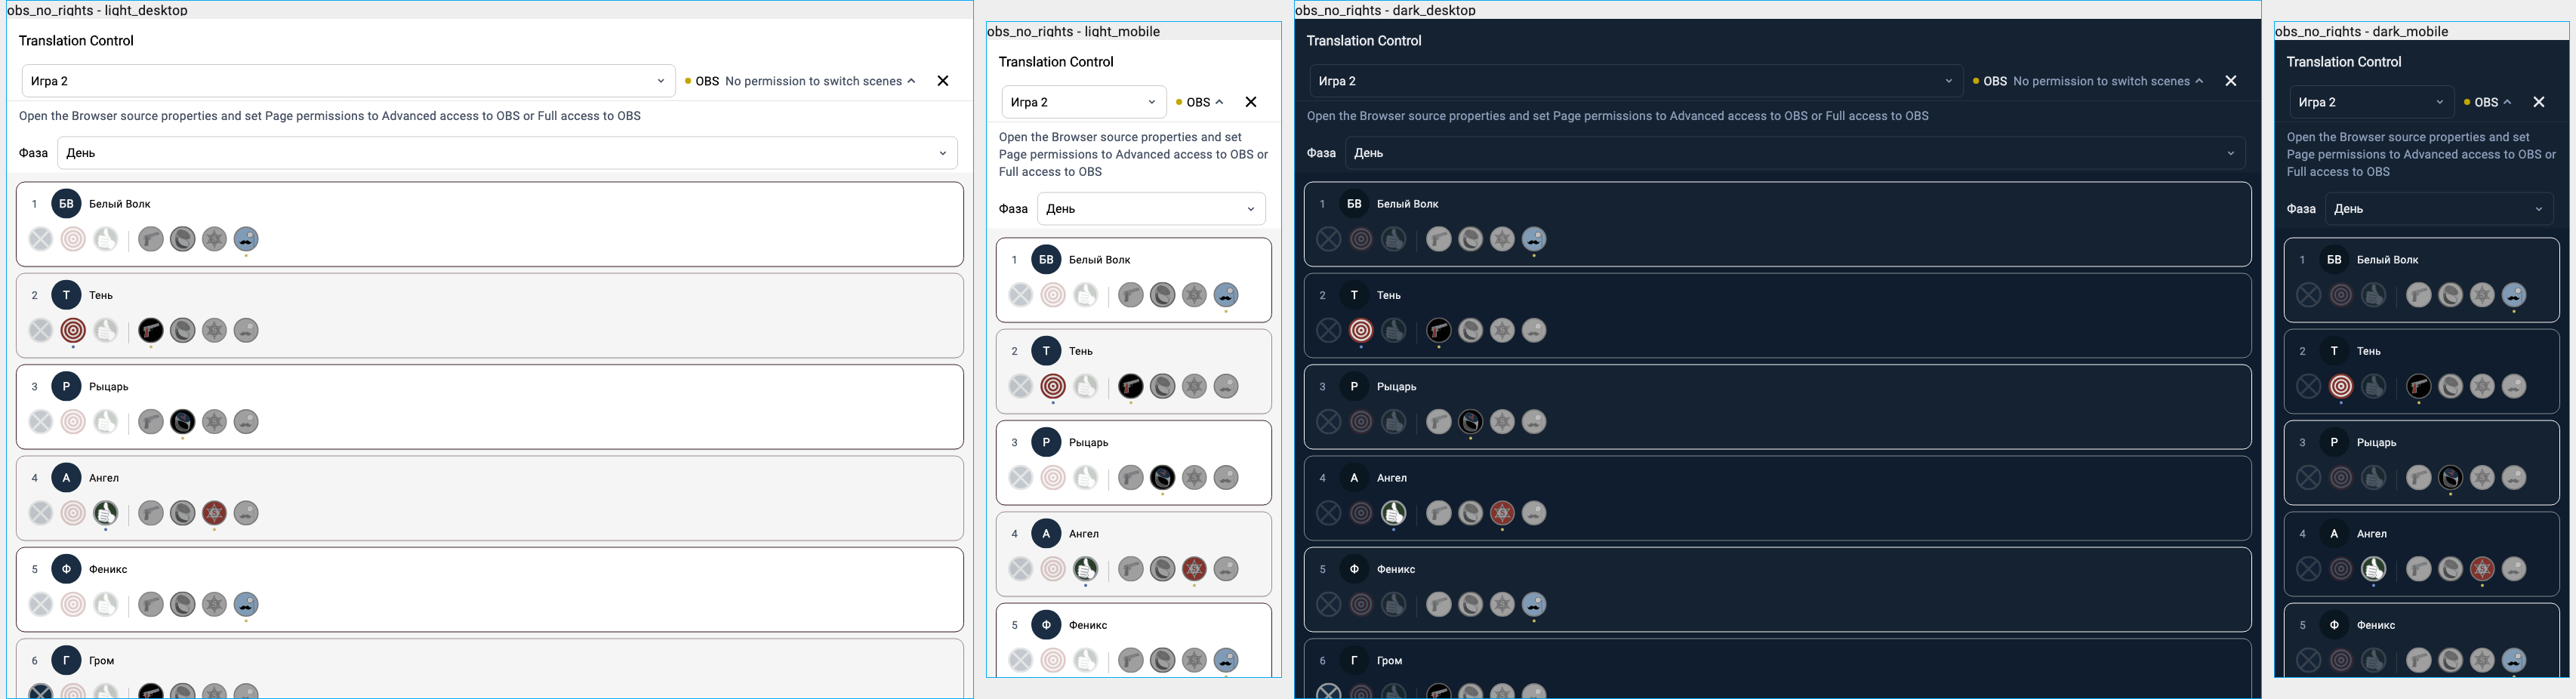 obs_no_rights - light_desktop
Translation Control
Игра 2
OBS No permission to switch scenes
Open the Browser source properties and set Page permissions to Advanced access to OBS or Full access to OBS
Фаза День
1 БВ Белый Волк
2 Т Тень
3 Р Рыцарь
4 А Ангел
5 Ф Феникс
6 Г Гром
obs_no_rights - light_mobile
Translation Control
Игра 2
OBS
Open the Browser source properties and set
Page permissions to Advanced access to OBS or
Full access to OBS
Фаза День
1 БВ Белый Волк
2 Т Тень
3 Р Рыцарь
4 А Ангел
5 Ф Феникс
obs_no_rights - dark_desktop
Translation Control
Игра 2
OBS No permission to switch scenes
Open the Browser source properties and set Page permissions to Advanced access to OBS or Full access to OBS
Фаза День
1 БВ Белый Волк
2 Т Тень
3 Р Рыцарь
4 А Ангел
5 Ф Феникс
6 Г Гром
obs_no_rights - dark_mobile
Translation Control
Игра 2
OBS
Open the Browser source properties and set
Page permissions to Advanced access to OBS or
Full access to OBS
Фаза День
1 БВ Белый Волк
2 Т Тень
3 Р Рыцарь
4 А Ангел
5 Ф Феникс